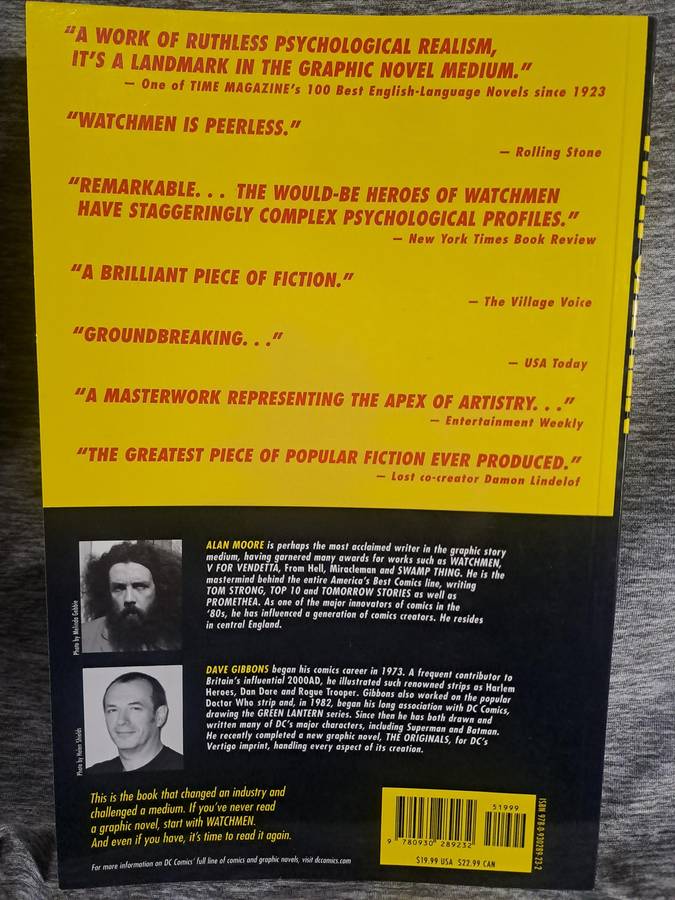 “A WORK OF RUTHLESS PSYCHOLOGICAL REALISM,
IT’S A LANDMARK IN THE GRAPHIC NOVEL MEDIUM.”
– One of TIME MAGAZINE’s 100 Best English-Language Novels since 1923
“WATCHMEN IS PEERLESS.”
– Rolling Stone
“REMARKABLE. . . THE WOULD-BE HEROES OF WATCHMEN
HAVE STAGGERINGLY COMPLEX PSYCHOLOGICAL PROFILES.”
– New York Times Book Review
“A BRILLIANT PIECE OF FICTION.”
– The Village Voice
“GROUNDBREAKING. . .”
– USA Today
“A MASTERWORK REPRESENTING THE APEX OF ARTISTRY. . .”
– Entertainment Weekly
“THE GREATEST PIECE OF POPULAR FICTION EVER PRODUCED.”
– Lost co-creator Damon Lindelof
ALAN MOORE is perhaps the most acclaimed writer in the graphic story
medium, having garnered many awards for works such as WATCHMEN,
V FOR VENDETTA, From Hell, Miracleman and SWAMP THING. He is the
mastermind behind the entire America’s Best Comics line, writing
TOM STRONG, TOP 10 and TOMORROW STORIES as well as
PROMETHEA. As one of the major innovators of comics in the
’80s, he has influenced a generation of comics creators. He resides
in central England.
Photo by Melinda Gebbie
DAVE GIBBONS began his comics career in 1973. A frequent contributor to
Britain’s influential 2000AD, he illustrated such renowned strips as Harlem
Heroes, Dan Dare and Rogue Trooper. Gibbons also worked on the popular
Doctor Who strip and, in 1982, began his long association with DC Comics,
drawing the GREEN LANTERN series. Since then he has both drawn and
written many of DC’s major characters, including Superman and Batman.
He recently completed a new graphic novel, THE ORIGINALS, for DC’s
Vertigo imprint, handling every aspect of its creation.
Photo by Helen Shields
This is the book that changed an industry and
challenged a medium. If you’ve never read
a graphic novel, start with WATCHMEN.
And even if you have, it’s time to read it again.
For more information on DC Comics’ full line of comics and graphic novels, visit dccomics.com
51999
9 780930 289232
$19.99 USA $22.99 CAN
ISBN 978-0-930289-23-2